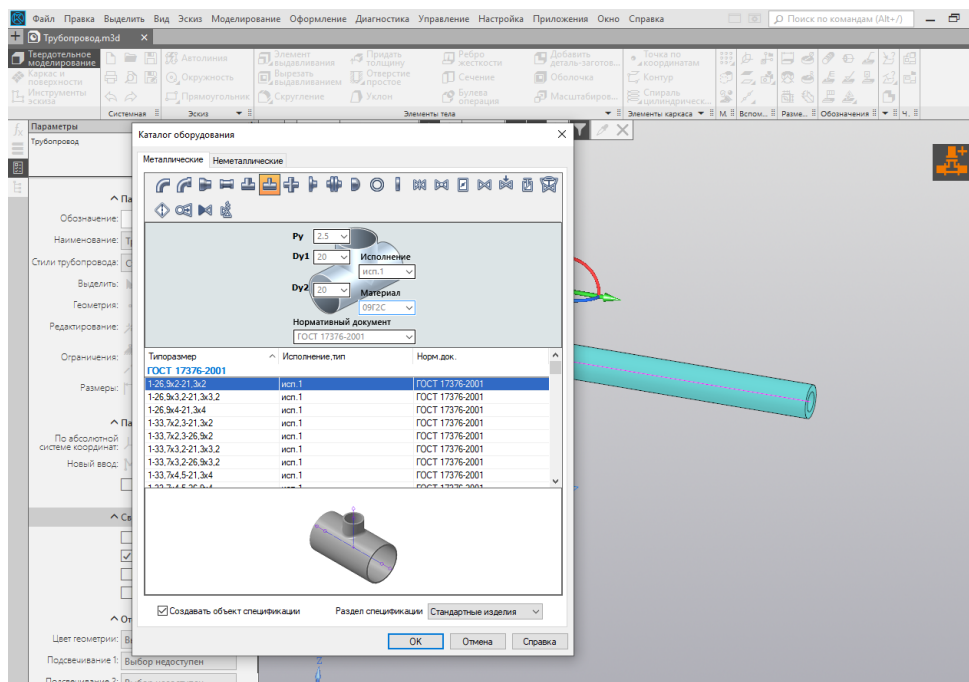 Файл Правка Выделить Вид Эскиз Моделирование Оформление Диагностика Управление Настройка Приложения Окно Справка
Поиск по командам (Alt+/)
Трубопровод.m3d
Твердотельное моделирование
Каркас и поверхности
Инструменты эскиза
Системная
Автолиния
Окружность
Прямоугольник
Эскиз
Элемент выдавливания
Вырезать выдавливанием
Скругление
Придать толщину
Отверстие простое
Уклон
Ребро жесткости
Сечение
Булева операция
Добавить деталь-заготов...
Оболочка
Масштабиров...
Элементы тела
Точка по координатам
Контур
Спираль цилиндрическ...
Элементы каркаса
М.
Вспом...
Разме...
Обозначения
Ч.
Параметры
Трубопровод
Обозначение:
Наименование:
Стили трубопровода:
Выделить:
Геометрия:
Редактирование:
Ограничения:
Размеры:
По абсолютной системе координат:
Новый ввод:
Цвет геометрии:
Подсвечивание 1: Выбор недоступен
Каталог оборудования
Металлические Неметаллические
Py 2.5
Dy1 20
Исполнение
исп.1
Dy2 20
Материал
09Г2С
Нормативный документ
ГОСТ 17376-2001
Типоразмер Исполнение,тип Норм.док.
ГОСТ 17376-2001
1-26,9x2-21,3x2 исп.1 ГОСТ 17376-2001
1-26,9x3,2-21,3x3,2 исп.1 ГОСТ 17376-2001
1-26,9x4-21,3x4 исп.1 ГОСТ 17376-2001
1-33,7x2,3-21,3x2 исп.1 ГОСТ 17376-2001
1-33,7x2,3-26,9x2 исп.1 ГОСТ 17376-2001
1-33,7x3,2-21,3x3,2 исп.1 ГОСТ 17376-2001
1-33,7x3,2-26,9x3,2 исп.1 ГОСТ 17376-2001
1-33,7x4,5-21,3x4 исп.1 ГОСТ 17376-2001
Создавать объект спецификации Раздел спецификации Стандартные изделия
OK Отмена Справка